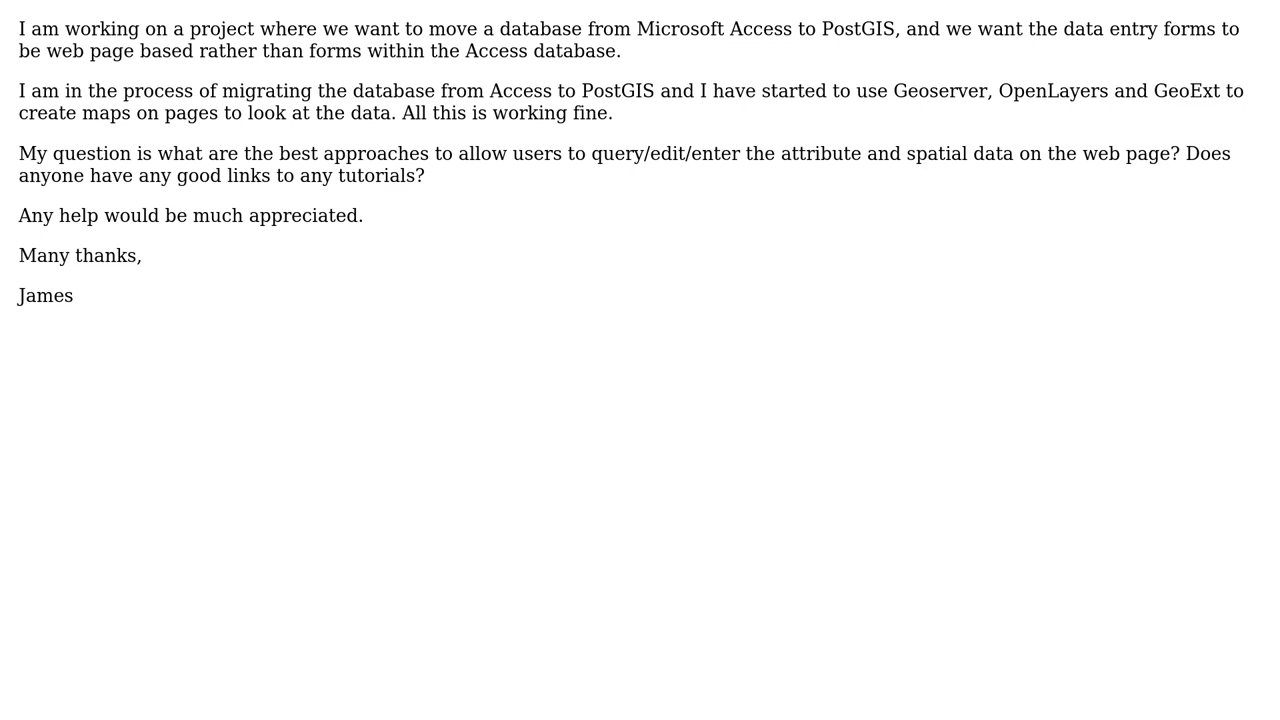 I am working on a project where we want to move a database from Microsoft Access to PostGIS, and we want the data entry forms to
be web page based rather than forms within the Access database.
I am in the process of migrating the database from Access to PostGIS and I have started to use Geoserver, OpenLayers and GeoExt to
create maps on pages to look at the data. All this is working fine.
My question is what are the best approaches to allow users to query/edit/enter the attribute and spatial data on the web page? Does
anyone have any good links to any tutorials?
Any help would be much appreciated.
Many thanks,
James